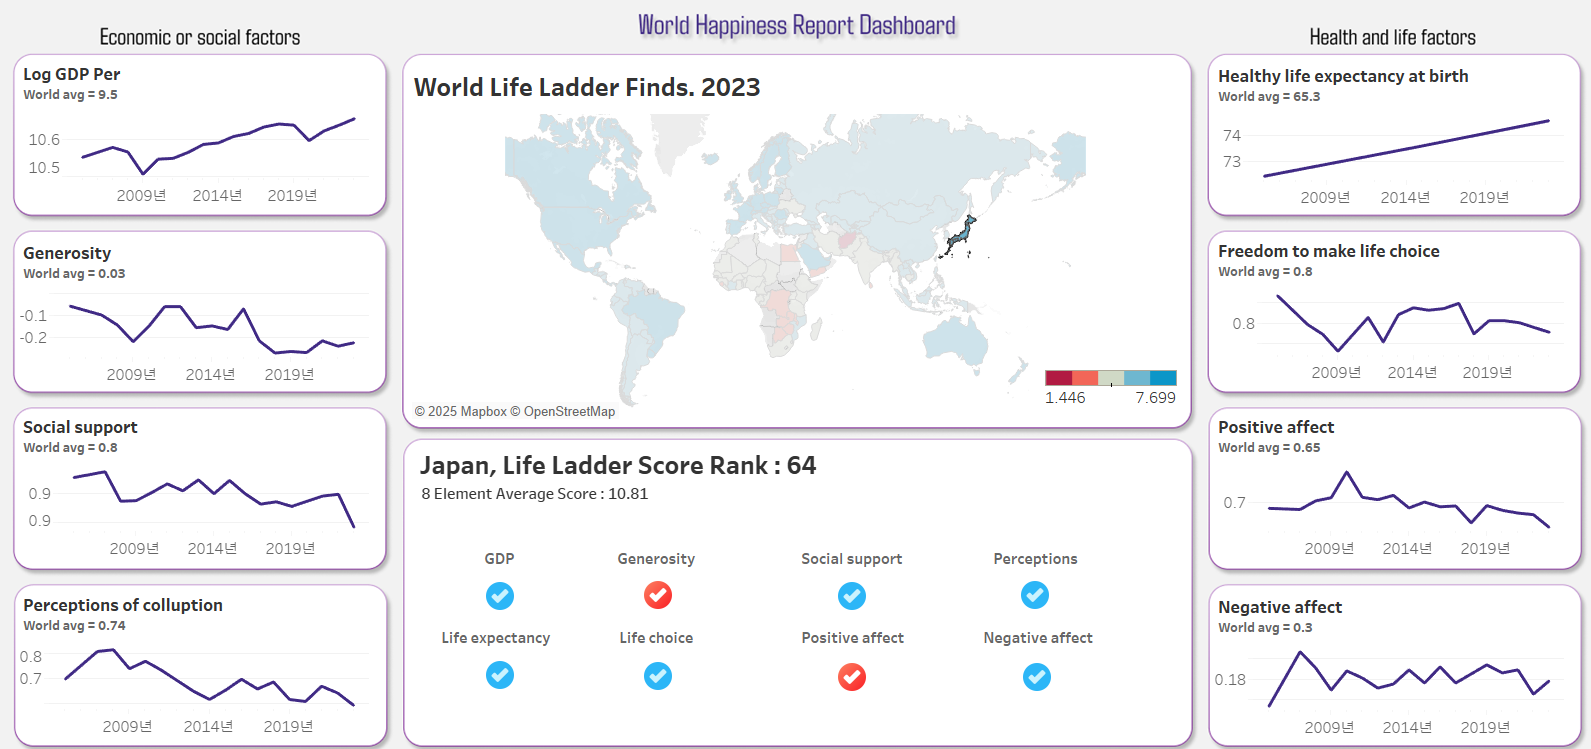 World Happiness Report Dashboard
Economic or social factors
Log GDP Per
World avg = 9.5
10.6
10.5
2009년 2014년 2019년
Generosity
World avg = 0.03
-0.1
-0.2
2009년 2014년 2019년
Social support
World avg = 0.8
0.9
0.9
2009년 2014년 2019년
Perceptions of colluption
World avg = 0.74
0.8
0.7
2009년 2014년 2019년
World Life Ladder Finds. 2023
1.446 7.699
© 2025 Mapbox © OpenStreetMap
Japan, Life Ladder Score Rank : 64
8 Element Average Score : 10.81
GDP Generosity Social support Perceptions
Life expectancy Life choice Positive affect Negative affect
Health and life factors
Healthy life expectancy at birth
World avg = 65.3
74
73
2009년 2014년 2019년
Freedom to make life choice
World avg = 0.8
0.8
2009년 2014년 2019년
Positive affect
World avg = 0.65
0.7
2009년 2014년 2019년
Negative affect
World avg = 0.3
0.18
2009년 2014년 2019년